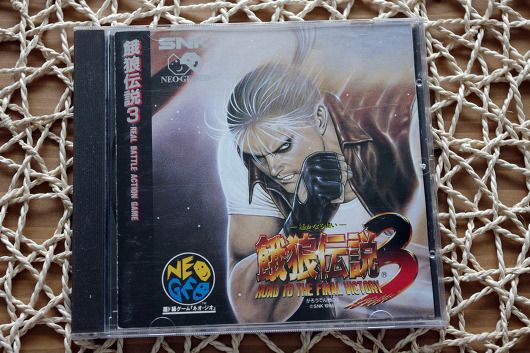 餓狼伝説3 REAL BATTLE ACTION GAME
SNK
NEO-GEO
NEO
GEO
餓狼伝説3
ROAD TO THE FINAL VICTORY
©SNK